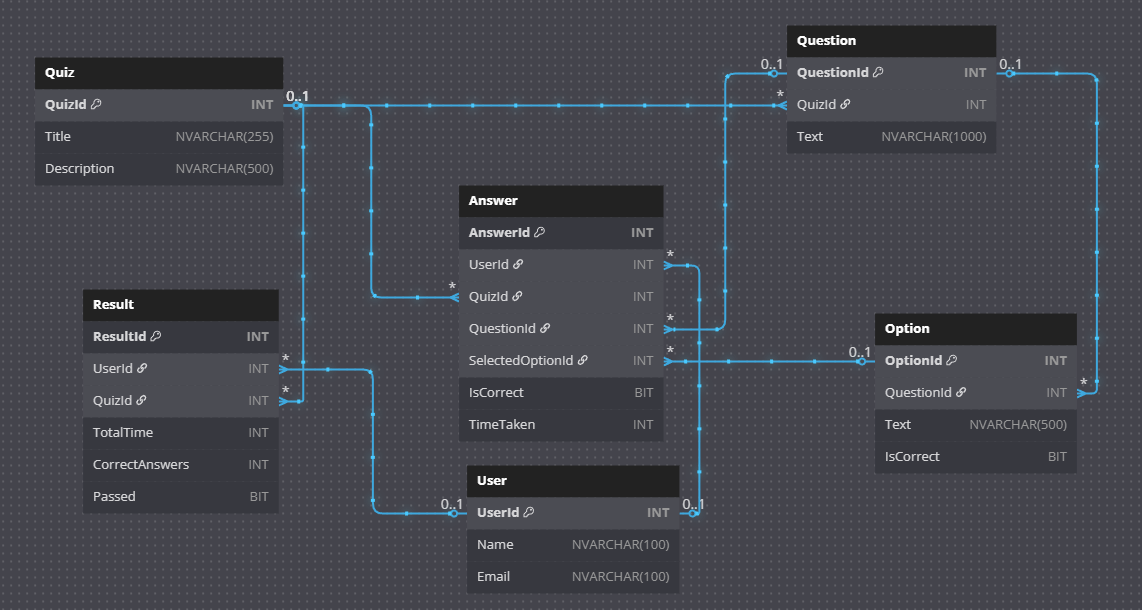 Quiz
QuizId INT
Title NVARCHAR(255)
Description NVARCHAR(500)
0..1
Question
0..1 QuestionId INT 0..1
* QuizId INT
Text NVARCHAR(1000)
Answer
AnswerId INT
UserId INT *
* QuizId INT
QuestionId INT *
SelectedOptionId INT *
IsCorrect BIT
TimeTaken INT
Result
ResultId INT
UserId INT *
QuizId INT *
TotalTime INT
CorrectAnswers INT
Passed BIT
Option
0..1 OptionId INT
QuestionId INT *
Text NVARCHAR(500)
IsCorrect BIT
User
0..1 UserId INT 0..1
Name NVARCHAR(100)
Email NVARCHAR(100)